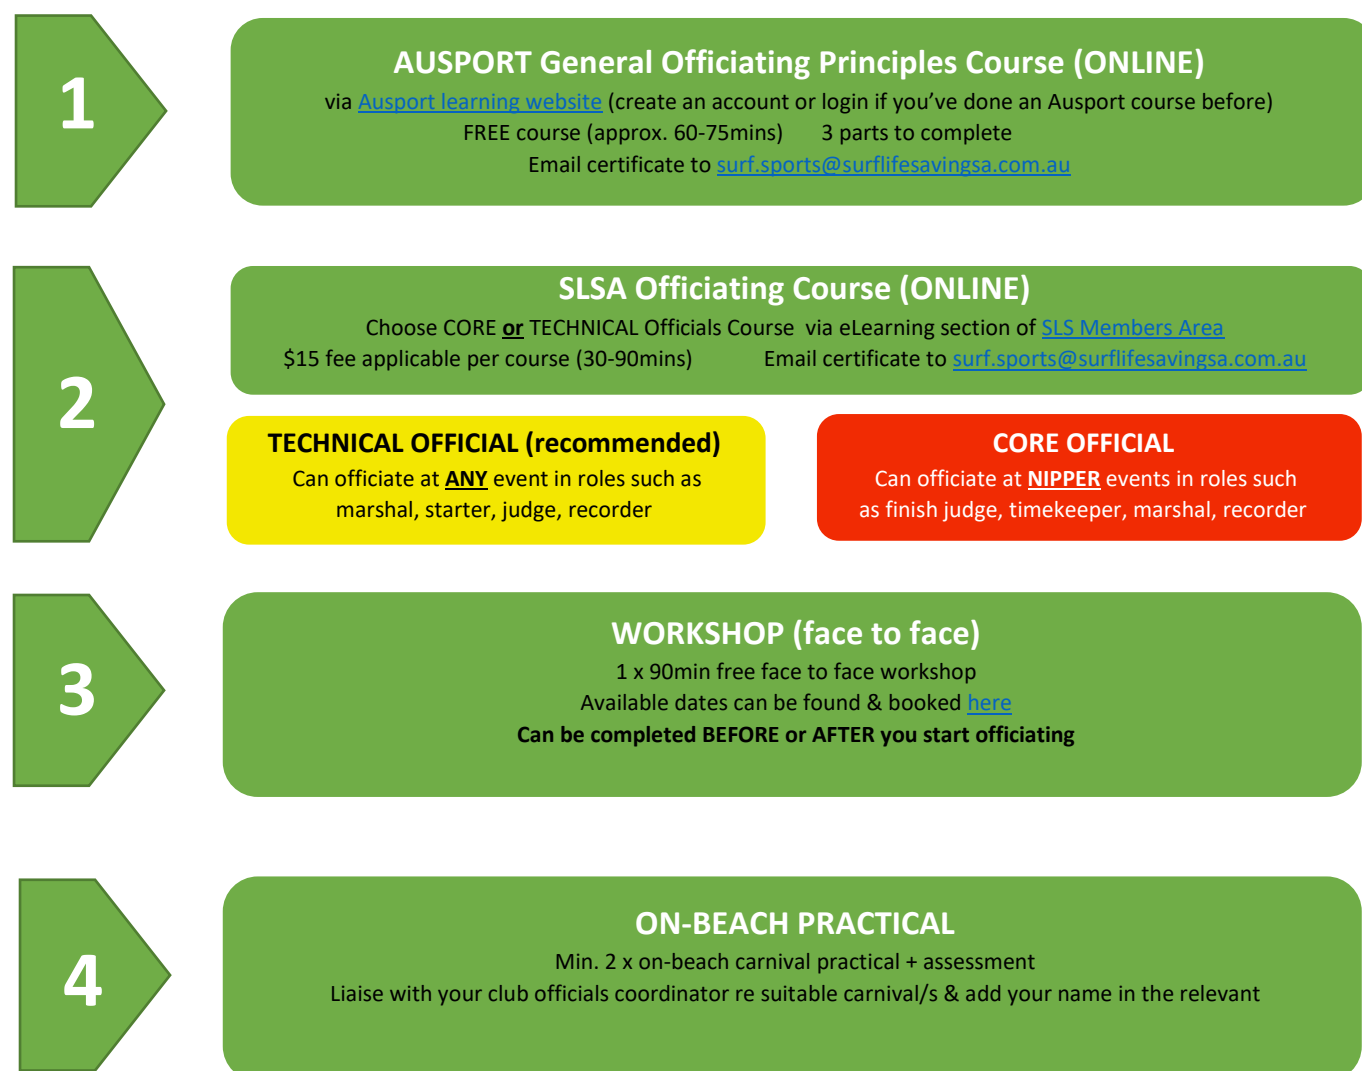 1
AUSPORT General Officiating Principles Course (ONLINE)
via Ausport learning website (create an account or login if you've done an Ausport course before)
FREE course (approx. 60-75mins) 3 parts to complete
Email certificate to surf.sports@surflifesavingsa.com.au
2
SLSA Officiating Course (ONLINE)
Choose CORE or TECHNICAL Officials Course via eLearning section of SLS Members Area
$15 fee applicable per course (30-90mins) Email certificate to surf.sports@surflifesavingsa.com.au
TECHNICAL OFFICIAL (recommended)
Can officiate at ANY event in roles such as
marshal, starter, judge, recorder
CORE OFFICIAL
Can officiate at NIPPER events in roles such
as finish judge, timekeeper, marshal, recorder
3
WORKSHOP (face to face)
1 x 90min free face to face workshop
Available dates can be found & booked here
Can be completed BEFORE or AFTER you start officiating
4
ON-BEACH PRACTICAL
Min. 2 x on-beach carnival practical + assessment
Liaise with your club officials coordinator re suitable carnival/s & add your name in the relevant